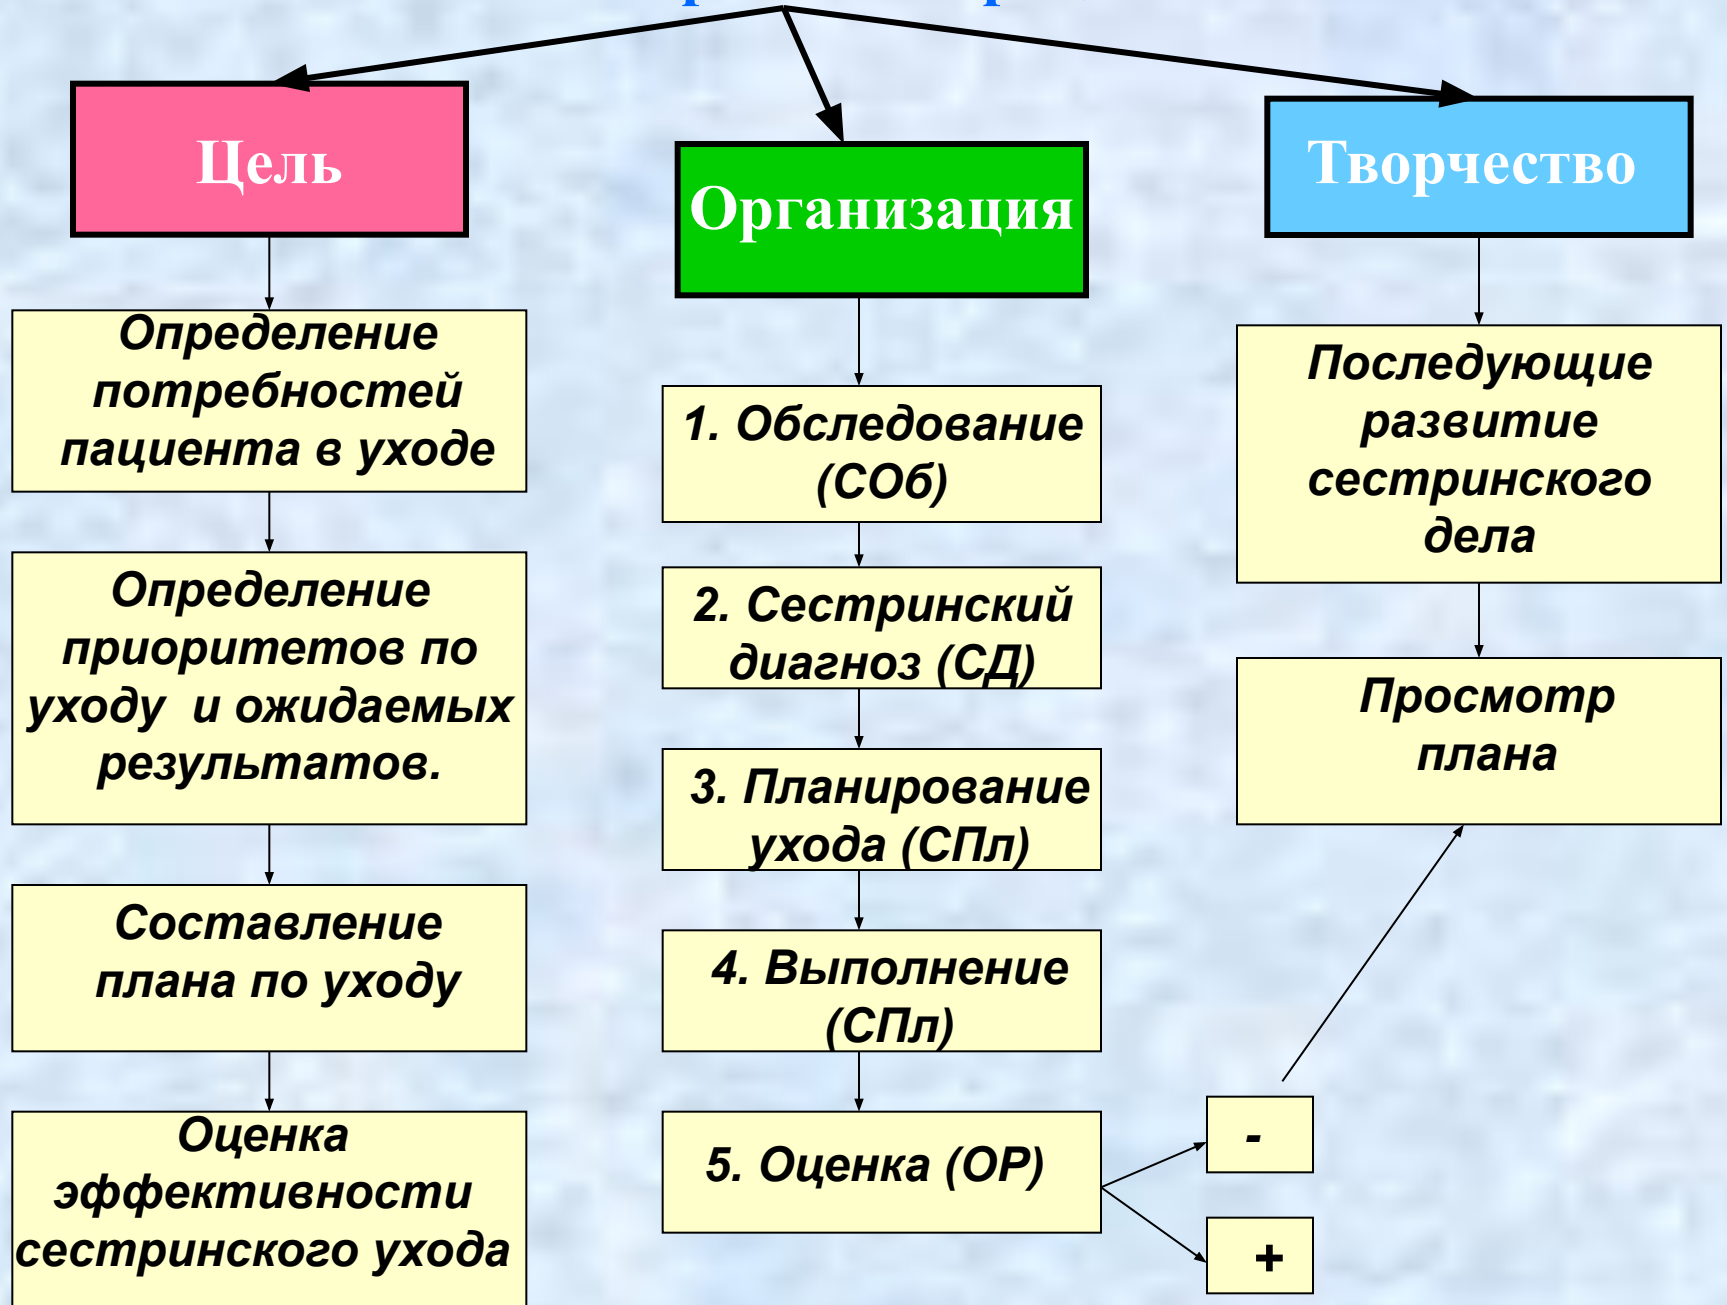 Цель
Определение
потребностей
пациента в уходе
Определение
приоритетов по
уходу и ожидаемых
результатов.
Составление
плана по уходу
Оценка
эффективности
сестринского ухода
Организация
1. Обследование
(СОб)
2. Сестринский
диагноз (СД)
3. Планирование
ухода (СПл)
4. Выполнение
(СПл)
5. Оценка (ОР)
-
+
Творчество
Последующие
развитие
сестринского
дела
Просмотр
плана